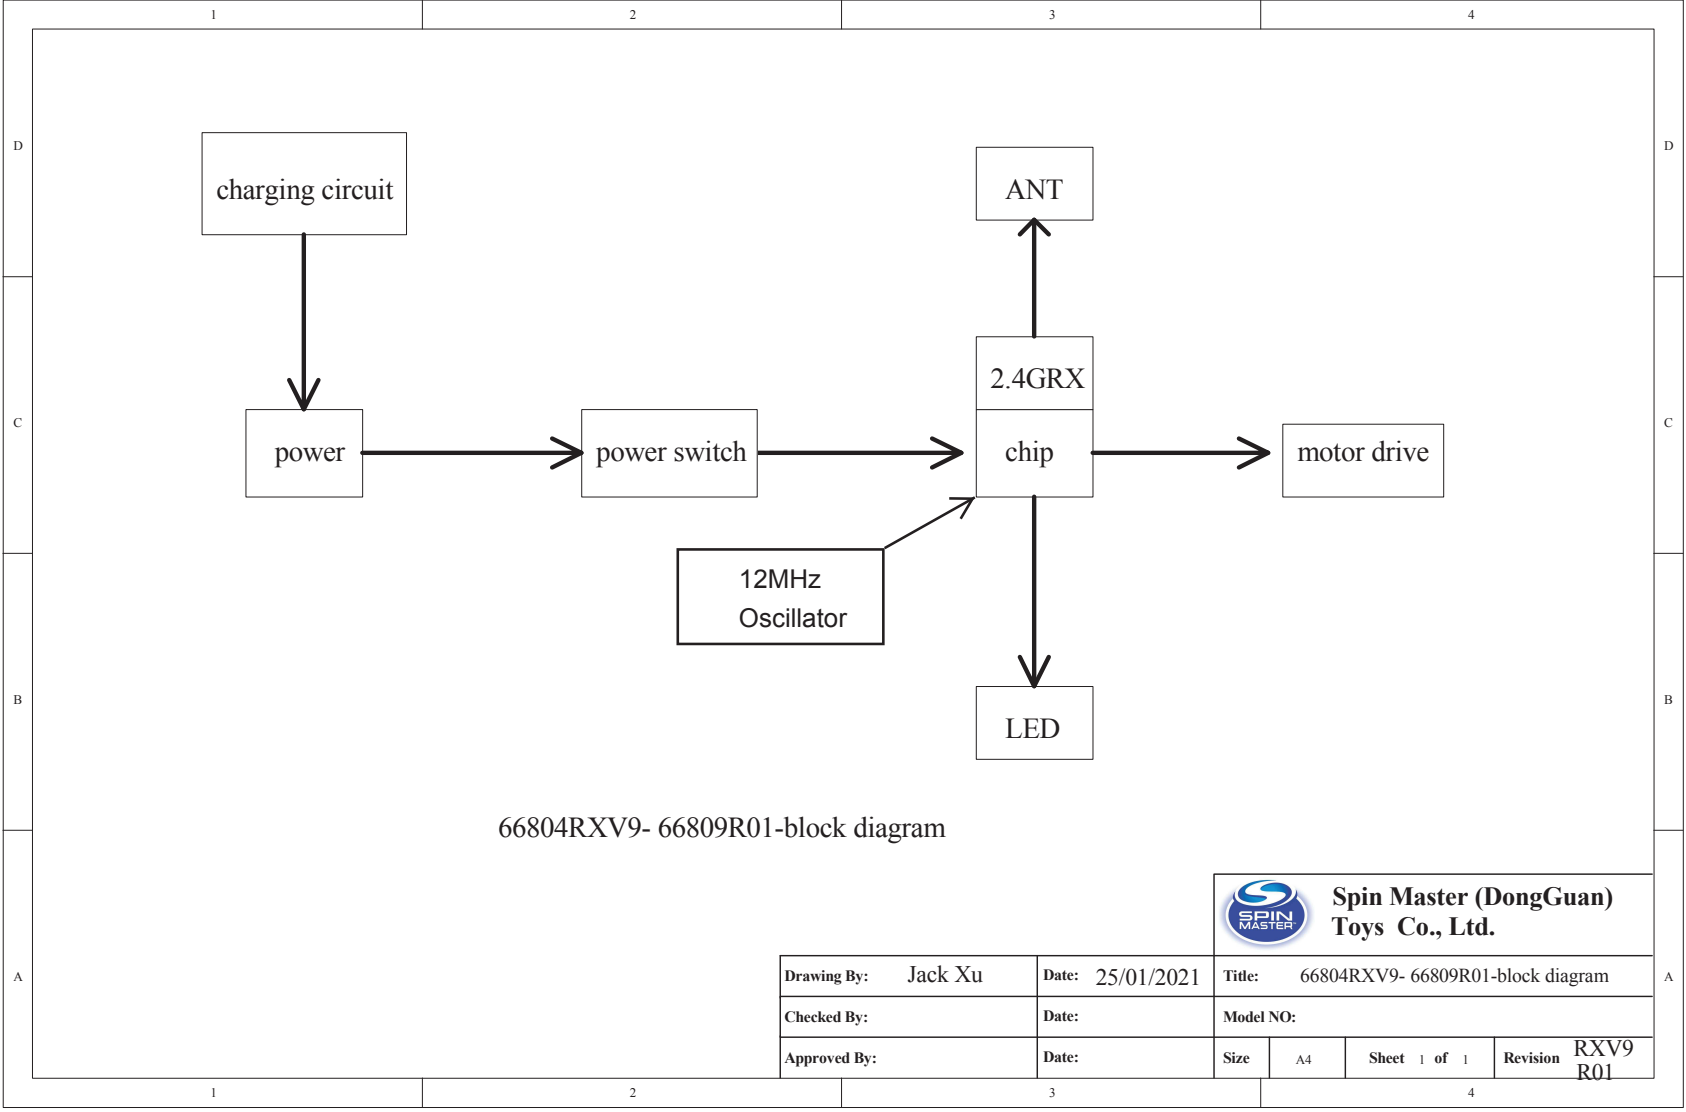 1 2 3 4
D D
charging circuit
ANT
2.4GRX
C C
power
power switch
chip
motor drive
12MHz
Oscillator
B B
LED
66804RXV9- 66809R01-block diagram
SPIN
MASTER
Spin Master (DongGuan)
Toys Co., Ltd.
A A
Drawing By: Jack Xu Date: 25/01/2021 Title: 66804RXV9- 66809R01-block diagram
Checked By: Date: Model NO:
Approved By: Date: Size A4 Sheet 1 of 1 Revision RXV9
R01
1 2 3 4